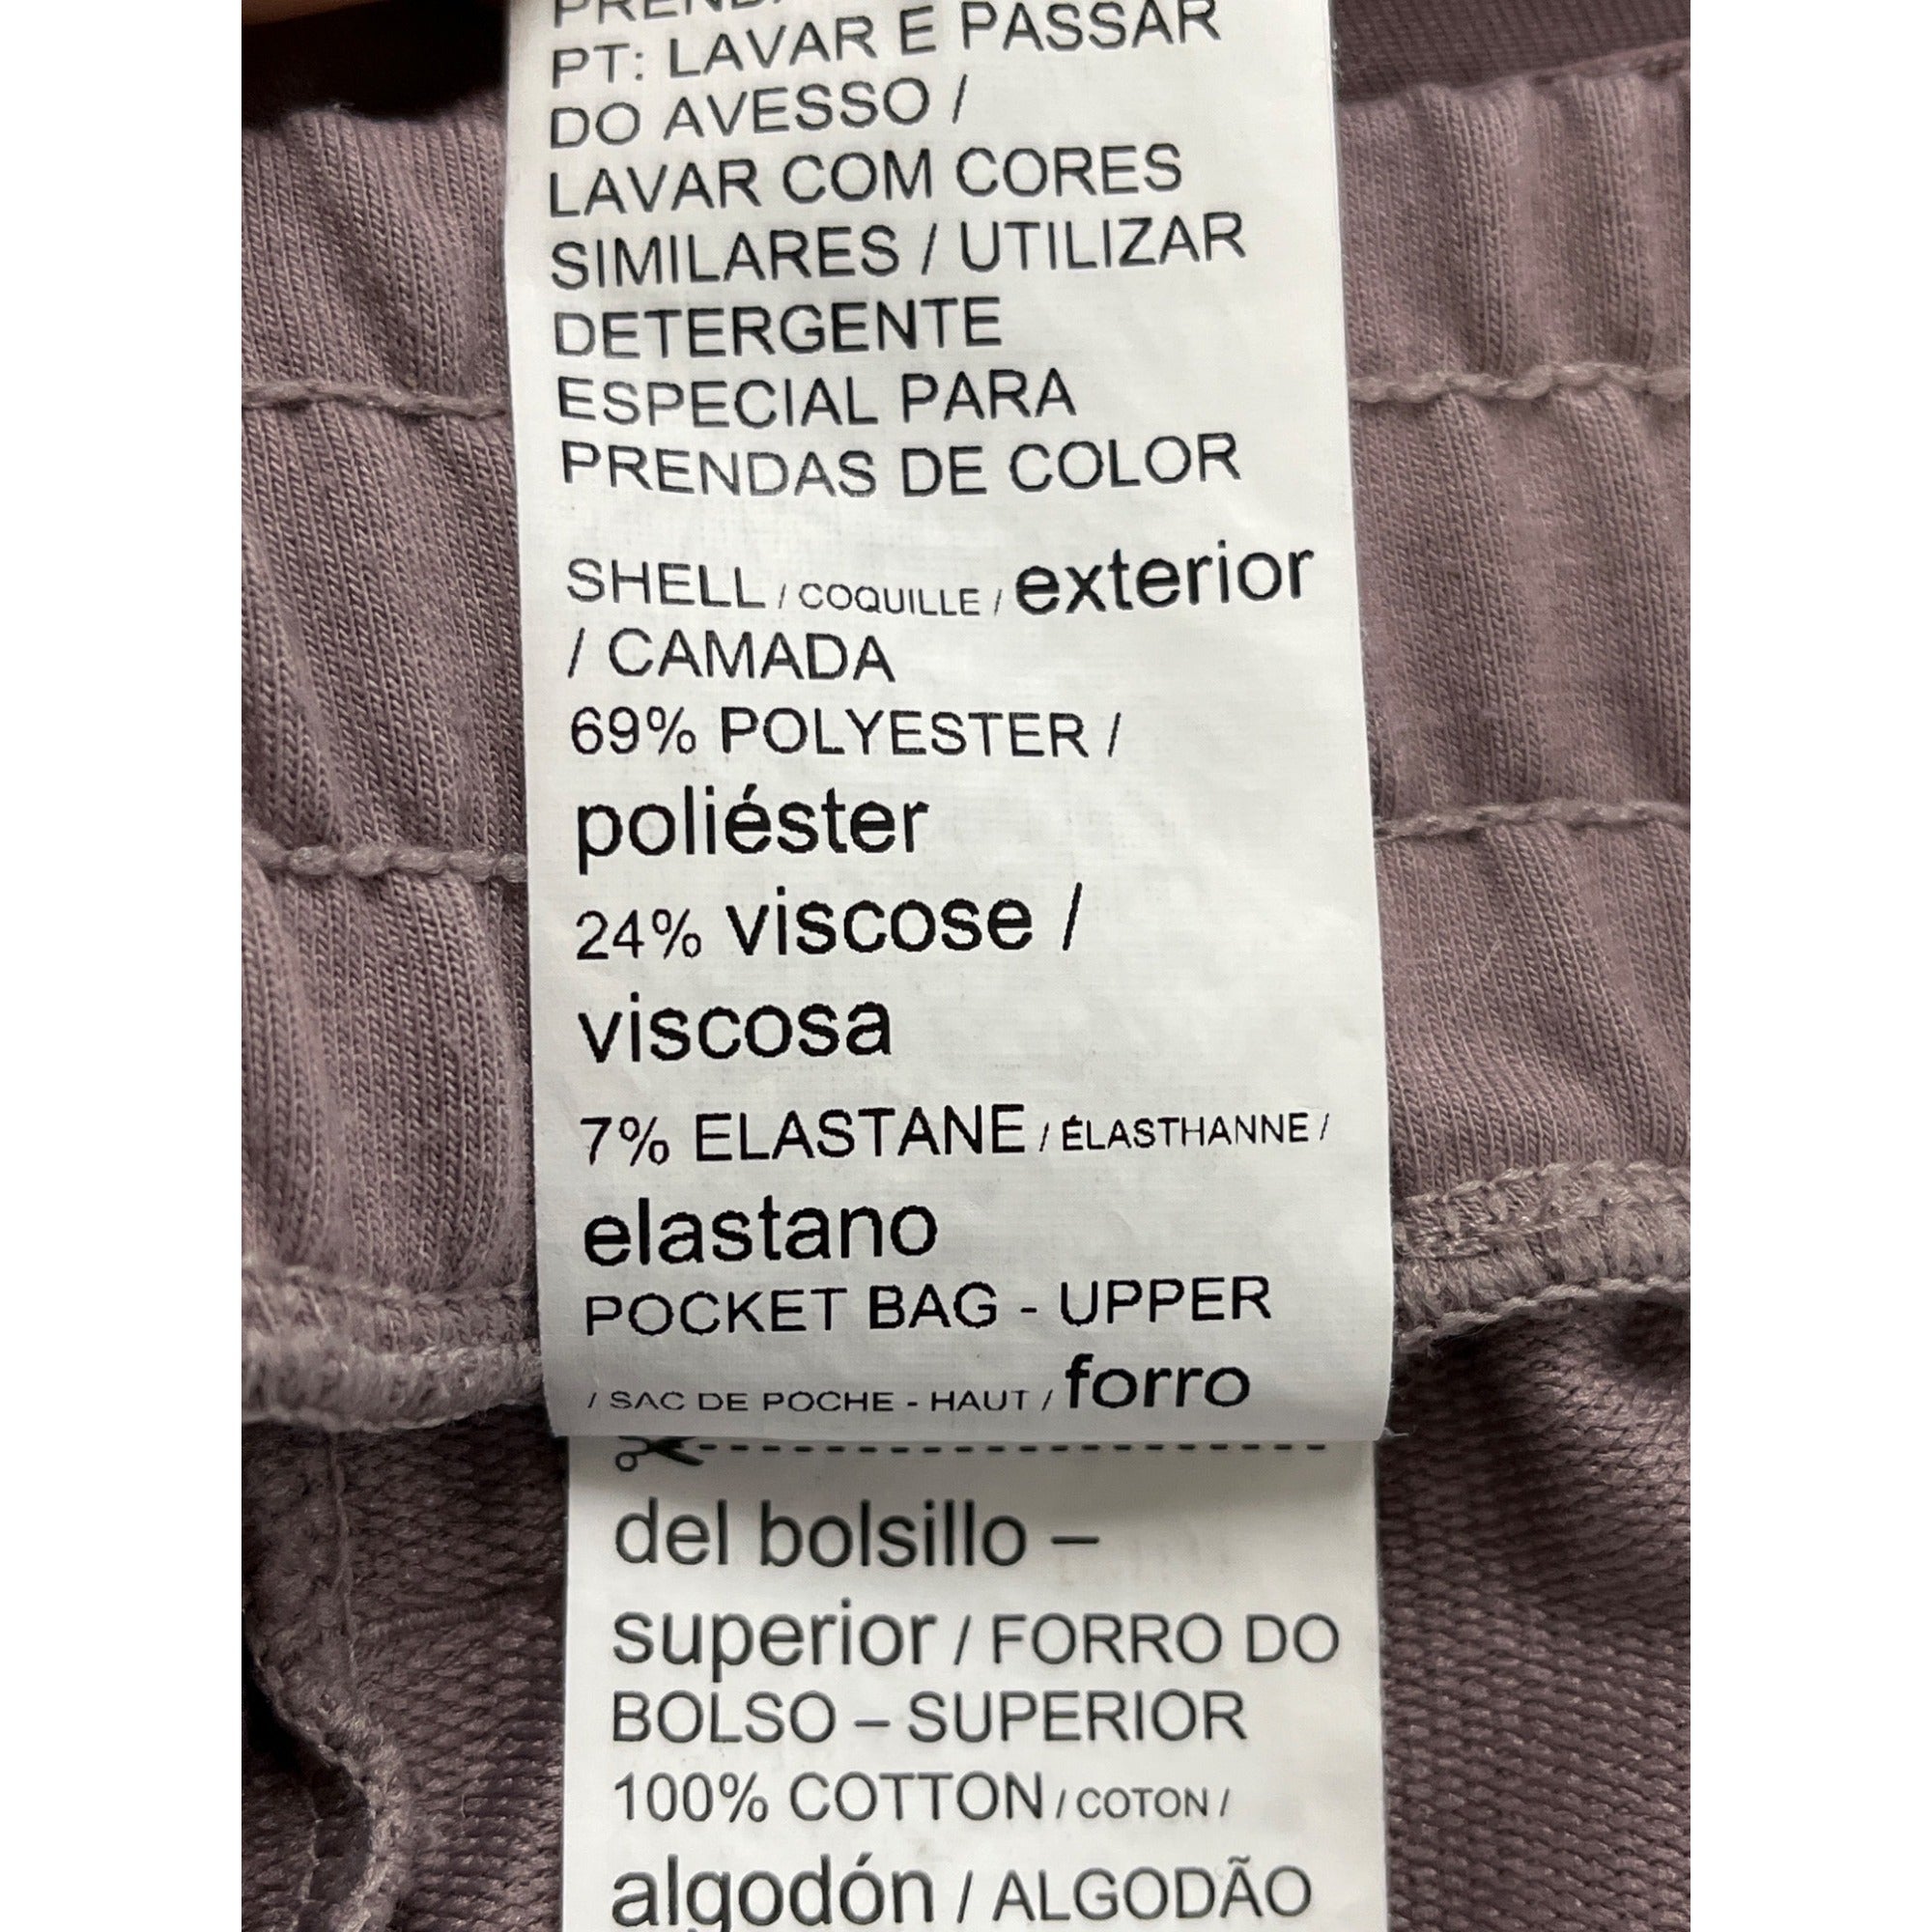 PT: LAVAR E PASSAR
DO AVESSO /
LAVAR COM CORES
SIMILARES / UTILIZAR
DETERGENTE
ESPECIAL PARA
PRENDAS DE COLOR
SHELL / COQUILLE / exterior
/ CAMADA
69% POLYESTER /
poliéster
24% viscose /
viscosa
7% ELASTANE / ÉLASTHANNE /
elastano
POCKET BAG - UPPER
/ SAC DE POCHE - HAUT / forro
del bolsillo –
superior / FORRO DO
BOLSO – SUPERIOR
100% COTTON / COTON /
algodón / ALGODÃO